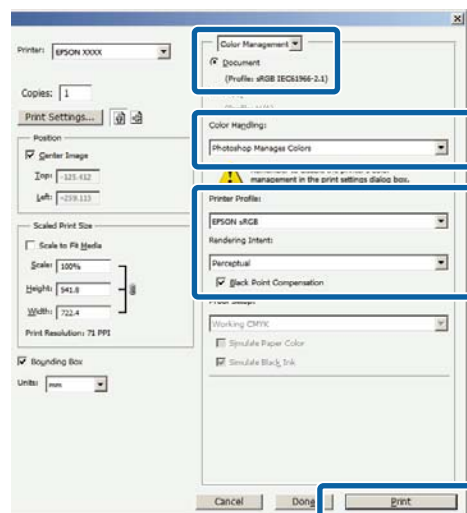 Printer: EPSON XXXX
Copies: 1
Print Settings...
Position
Center Image
Top: -125.412
Left: -259.115
Scaled Print Size
Scale to Fit Media
Scale: 100%
Height: 541.8
Width: 722.4
Print Resolution: 71 PPI
Bounding Box
Units: mm
Color Management
Document
(Profile: sRGB IEC61966-2.1)
Color Handling:
Photoshop Manages Colors
management in the print settings dialog box.
Printer Profile:
EPSON sRGB
Rendering Intent:
Perceptual
Black Point Compensation
Working CMYK
Simulate Paper Color
Simulate Black Ink
Cancel
Done
Print